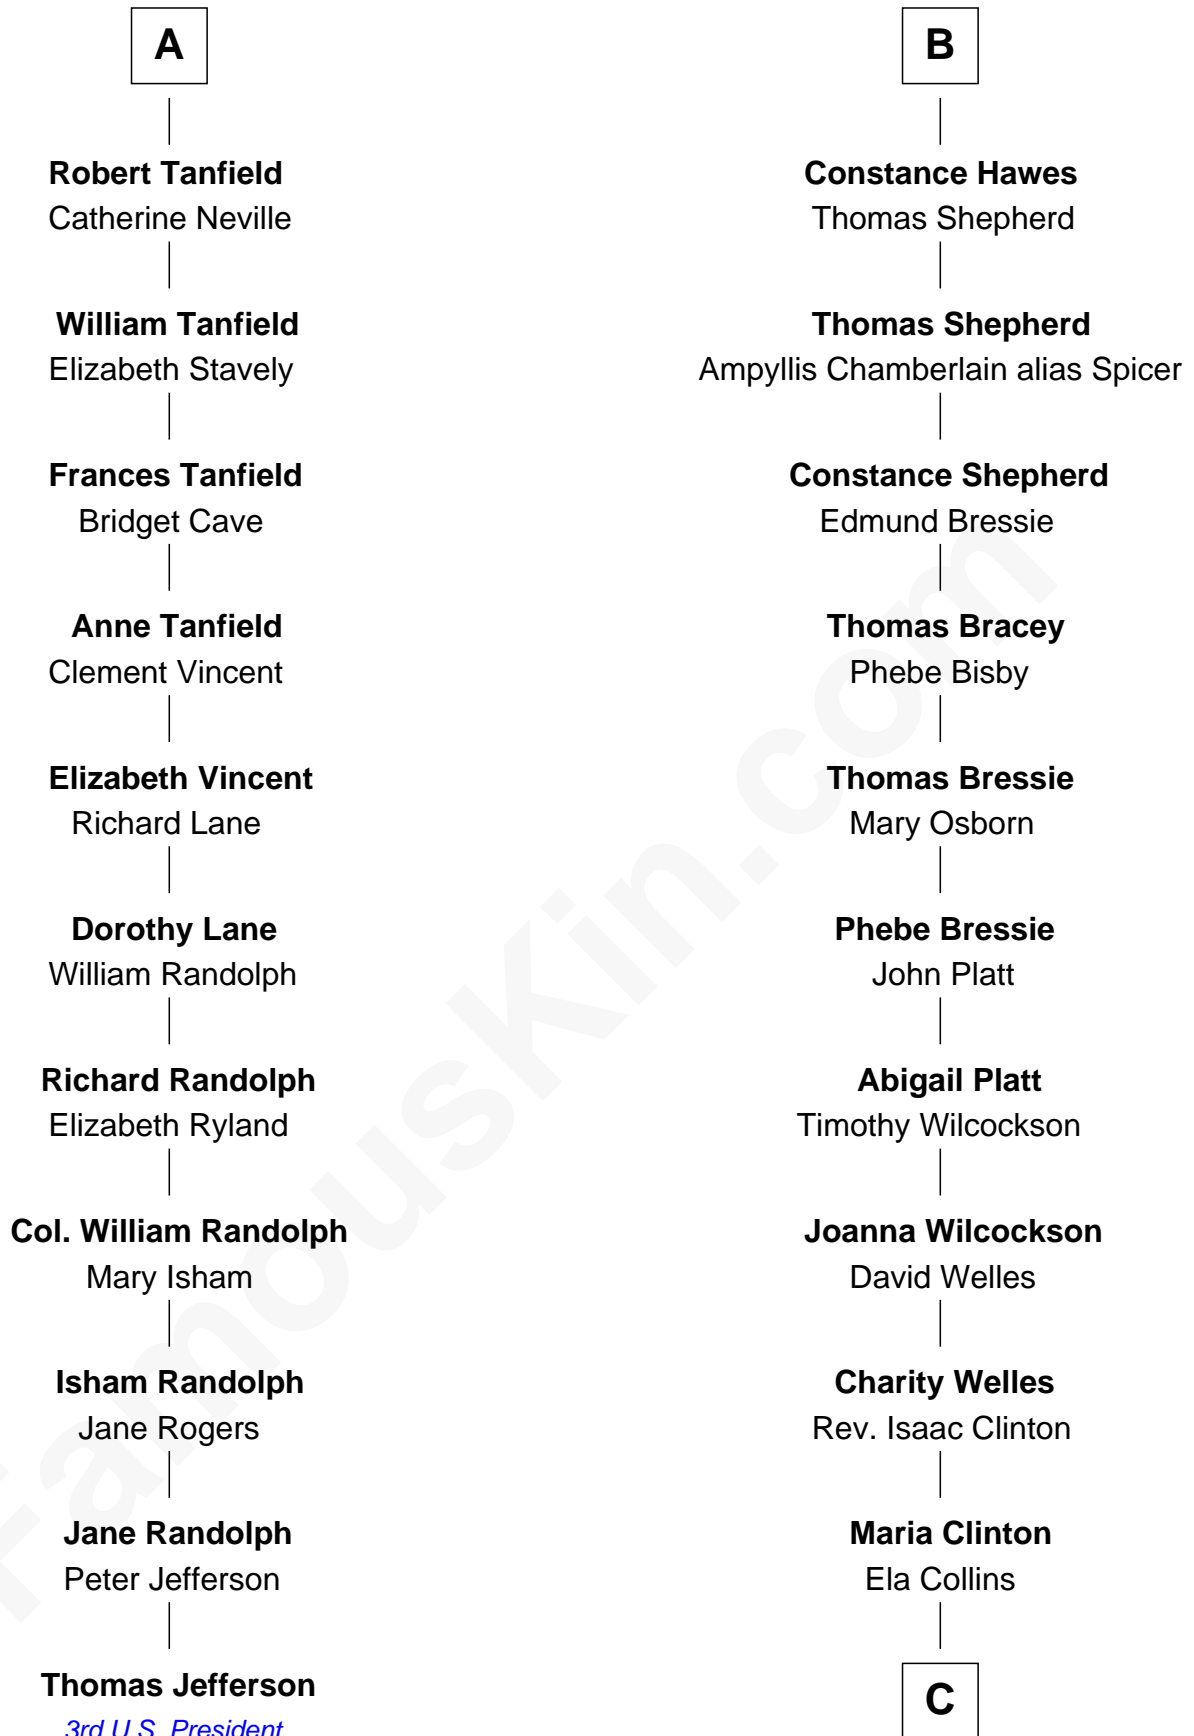 A
Robert Tanfield
Catherine Neville
William Tanfield
Elizabeth Stavely
Frances Tanfield
Bridget Cave
Anne Tanfield
Clement Vincent
Elizabeth Vincent
Richard Lane
Dorothy Lane
William Randolph
Richard Randolph
Elizabeth Ryland
Col. William Randolph
Mary Isham
Isham Randolph
Jane Rogers
Jane Randolph
Peter Jefferson
Thomas Jefferson
3rd U.S. President
B
Constance Hawes
Thomas Shepherd
Thomas Shepherd
Ampyllis Chamberlain alias Spicer
Constance Shepherd
Edmund Bressie
Thomas Bracey
Phebe Bisby
Thomas Bressie
Mary Osborn
Phebe Bressie
John Platt
Abigail Platt
Timothy Wilcockson
Joanna Wilcockson
David Welles
Charity Welles
Rev. Isaac Clinton
Maria Clinton
Ela Collins
C
FamousKin.com